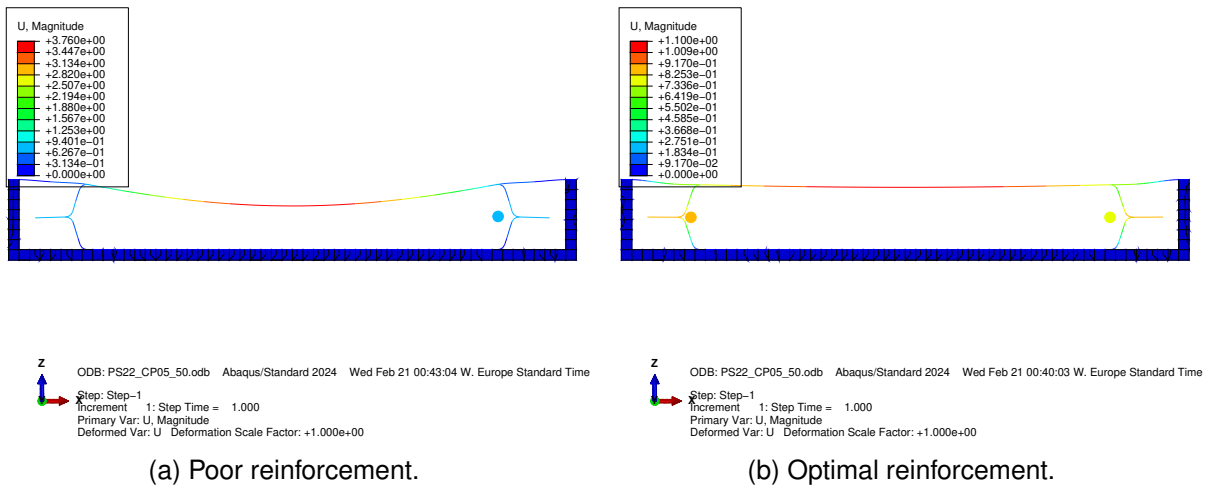 U, Magnitude
+3.760e+00
+3.447e+00
+3.134e+00
+2.820e+00
+2.507e+00
+2.194e+00
+1.880e+00
+1.567e+00
+1.253e+00
+9.401e−01
+6.267e−01
+3.134e−01
+0.000e+00
Z
X
ODB: PS22_CP05_50.odb Abaqus/Standard 2024 Wed Feb 21 00:43:04 W. Europe Standard Time
Step: Step−1
Increment 1: Step Time = 1.000
Primary Var: U, Magnitude
Deformed Var: U Deformation Scale Factor: +1.000e+00
(a) Poor reinforcement.
U, Magnitude
+1.100e+00
+1.009e+00
+9.170e−01
+8.253e−01
+7.336e−01
+6.419e−01
+5.502e−01
+4.585e−01
+3.668e−01
+2.751e−01
+1.834e−01
+9.170e−02
+0.000e+00
Z
X
ODB: PS22_CP05_50.odb Abaqus/Standard 2024 Wed Feb 21 00:40:03 W. Europe Standard Time
Step: Step−1
Increment 1: Step Time = 1.000
Primary Var: U, Magnitude
Deformed Var: U Deformation Scale Factor: +1.000e+00
(b) Optimal reinforcement.